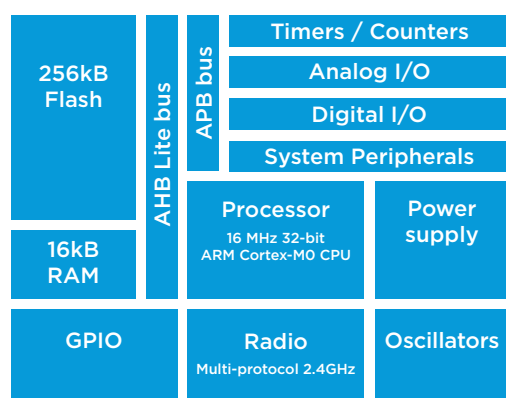 256kB
Flash
AHB Lite bus
APB bus
Timers / Counters
Analog I/O
Digital I/O
System Peripherals
16kB
RAM
Processor
16 MHz 32-bit
ARM Cortex-M0 CPU
Power
supply
GPIO
Radio
Multi-protocol 2.4GHz
Oscillators